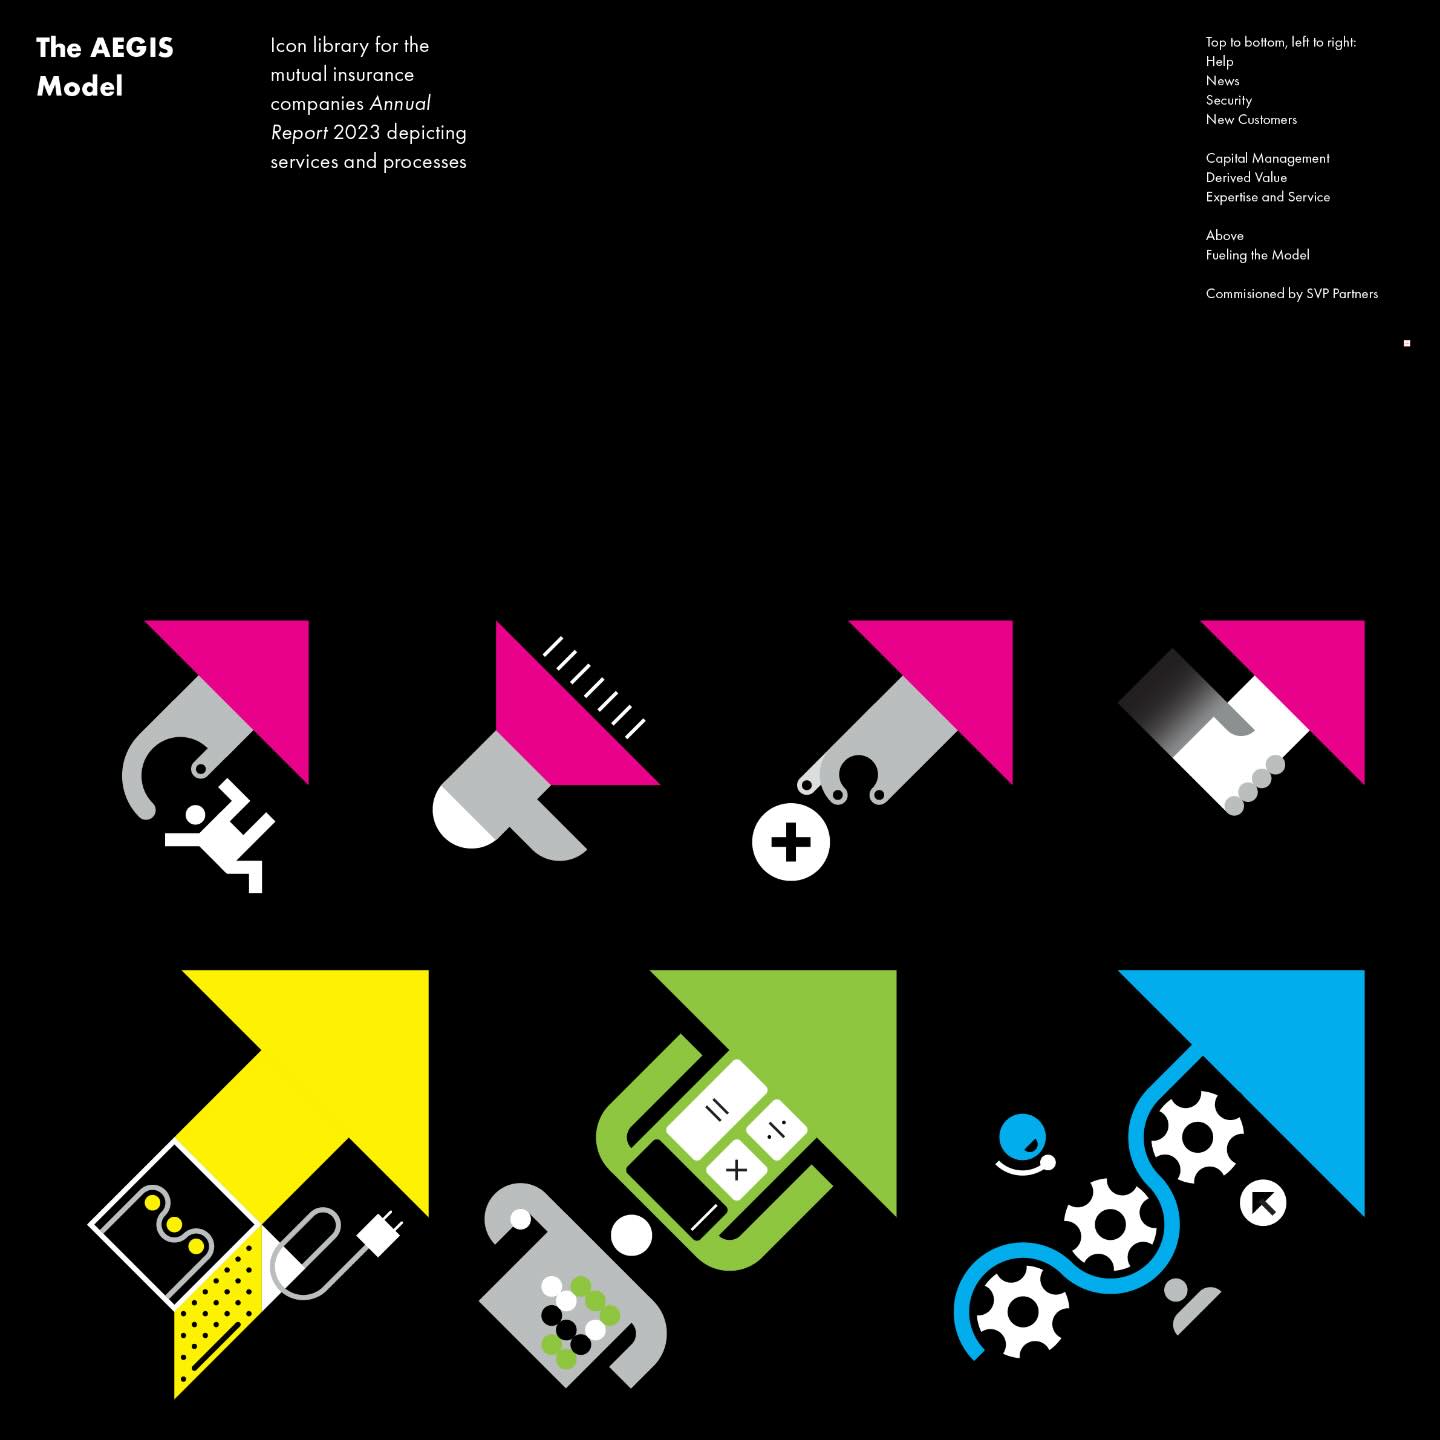 The AEGIS
Model
Icon library for the
mutual insurance
companies Annual
Report 2023 depicting
services and processes
Top to bottom, left to right:
Help
News
Security
New Customers
Capital Management
Derived Value
Expertise and Service
Above
Fueling the Model
Commisioned by SVP Partners